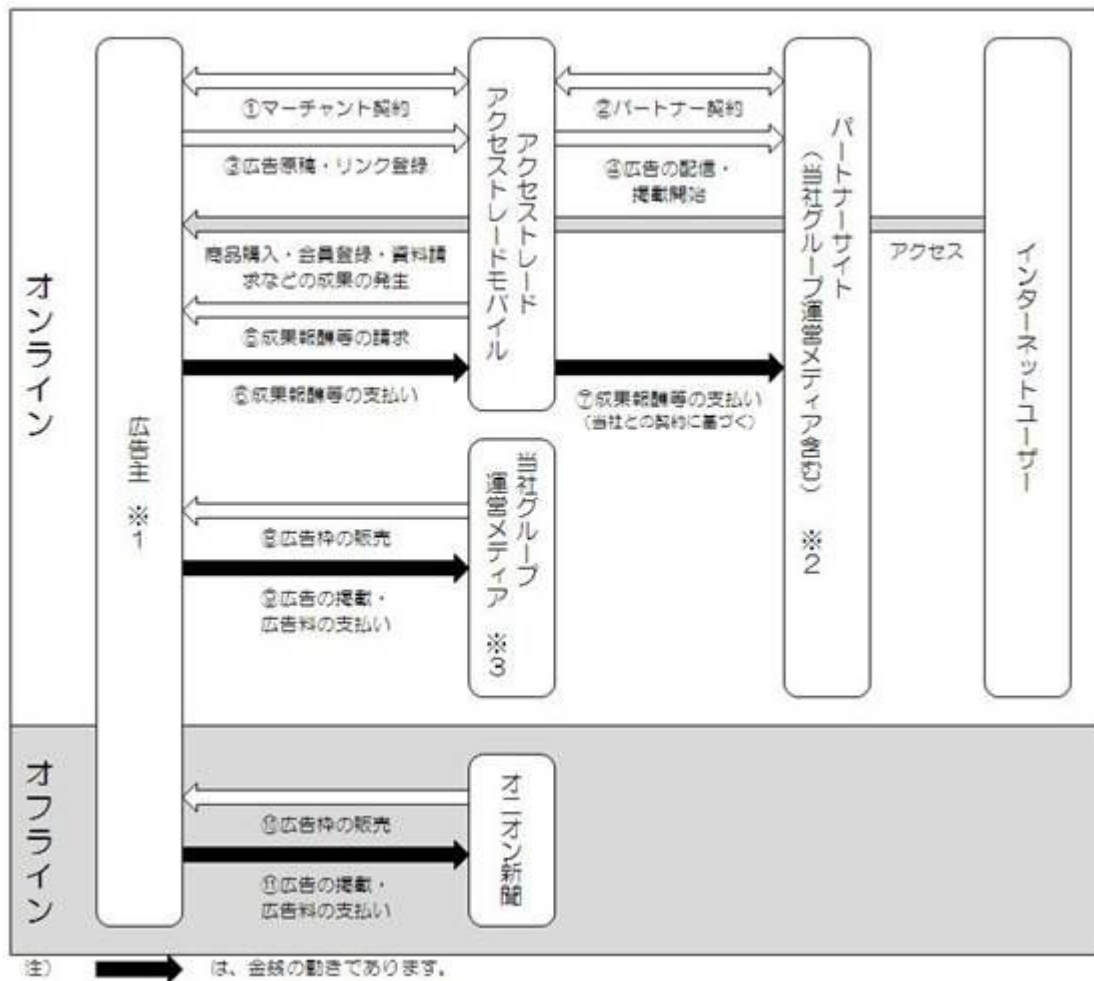 オンライン
広告主 ※1
①マーチャント契約
③広告原稿・リンク登録
商品購入・会員登録・資料請
求などの成果の発生
⑤成果報酬等の請求
⑥成果報酬等の支払い
アクセストレード
アクセストレードモバイル
②パートナー契約
④広告の配信・
掲載開始
⑦成果報酬等の支払い
(当社との契約に基づく)
パートナーサイト
(当社グループ運営メディア含む) ※2
アクセス
インターネットユーザー
⑧広告枠の販売
⑨広告の掲載・
広告料の支払い
当社グループ
運営メディア ※3
オフライン
⑩広告枠の販売
⑪広告の掲載・
広告料の支払い
オニオン新聞
注) は、金銭の動きであります。